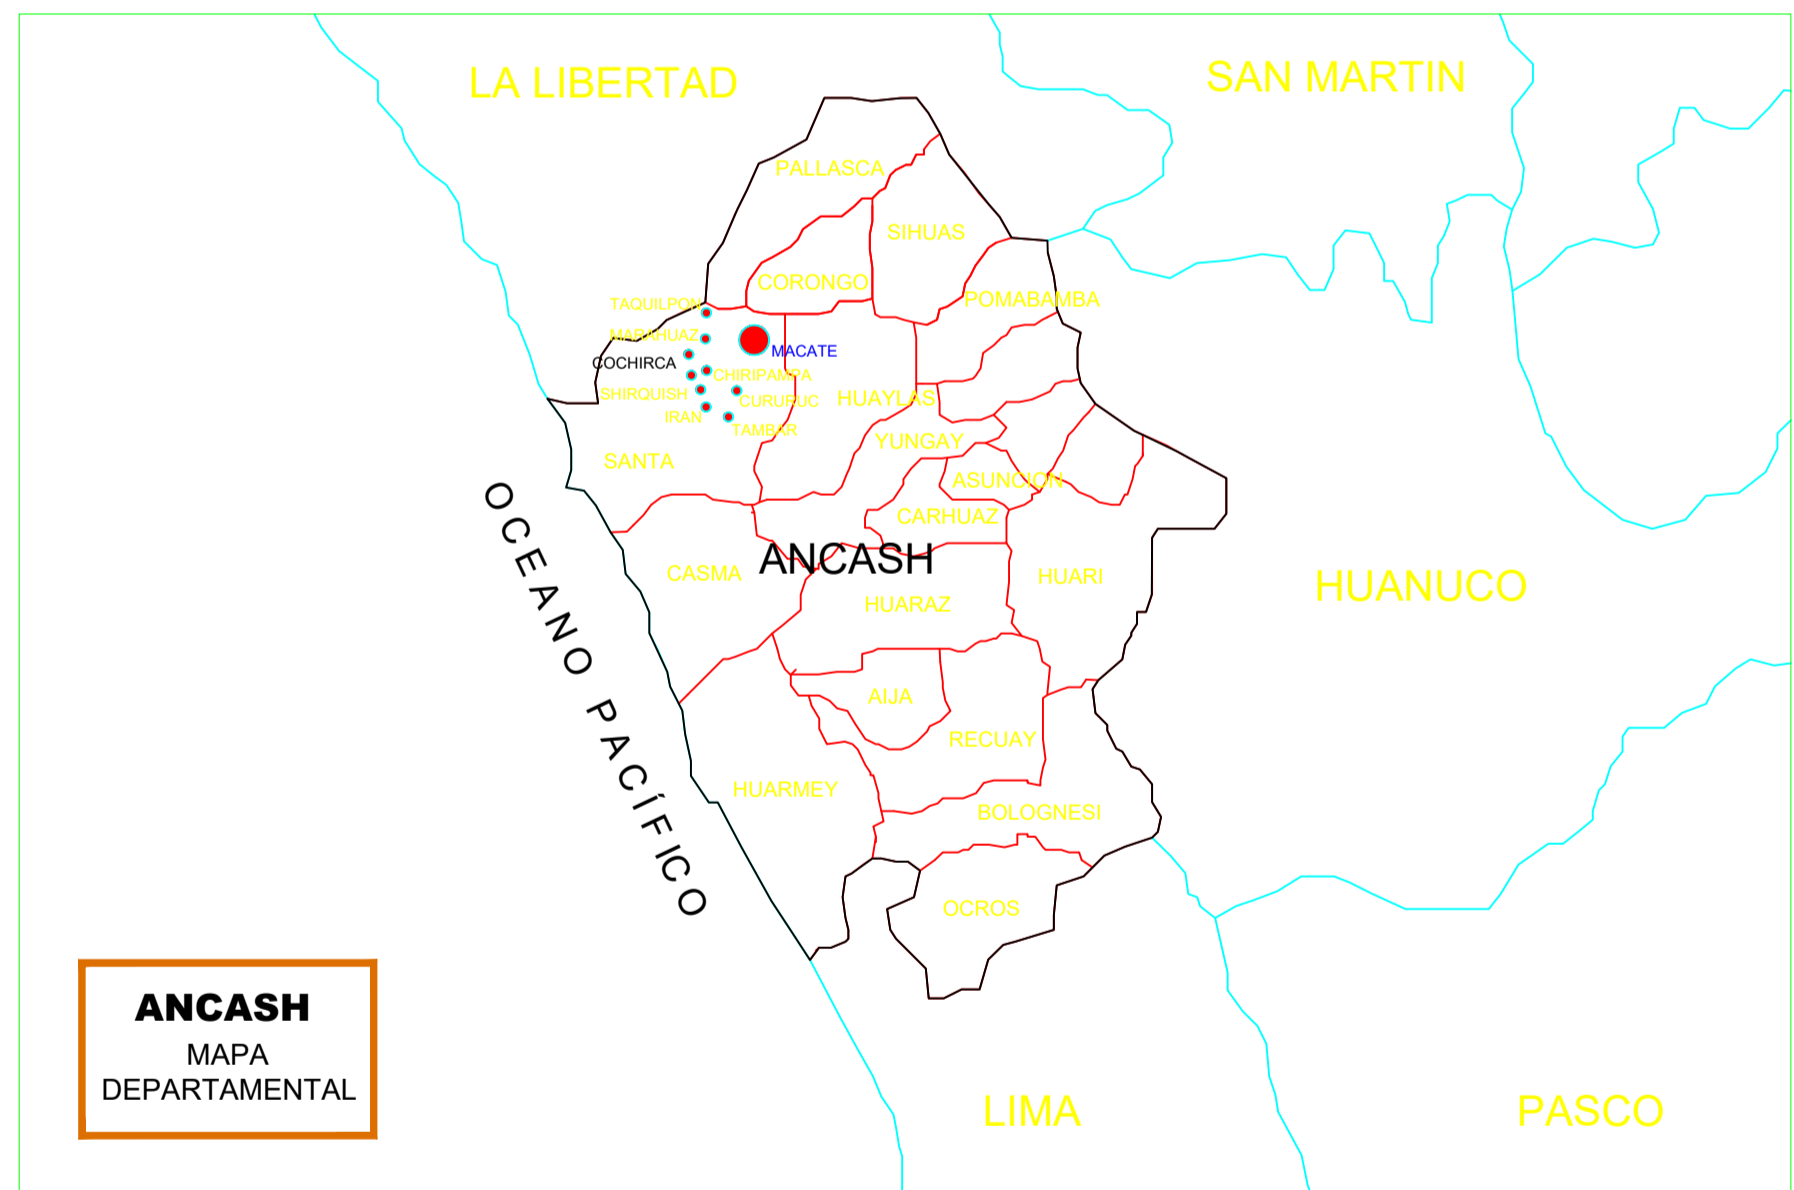 LA LIBERTAD
SAN MARTIN
PALLASCA
SIHUAS
CORONGO
POMABAMBA
TAQUILPON
MARAHUAZ
MACATE
COCHIRCA
CHIRIPAMPA
SHIRQUISH
CURURUC
HUAYLAS
IRAN
TAMBAR
YUNGAY
SANTA
ASUNCION
CARHUAZ
ANCASH
CASMA
HUARI
HUANUCO
HUARAZ
OCEANO PACÍFICO
AIJA
RECUAY
HUARMEY
BOLOGNESI
OCROS
ANCASH
MAPA
DEPARTAMENTAL
LIMA
PASCO